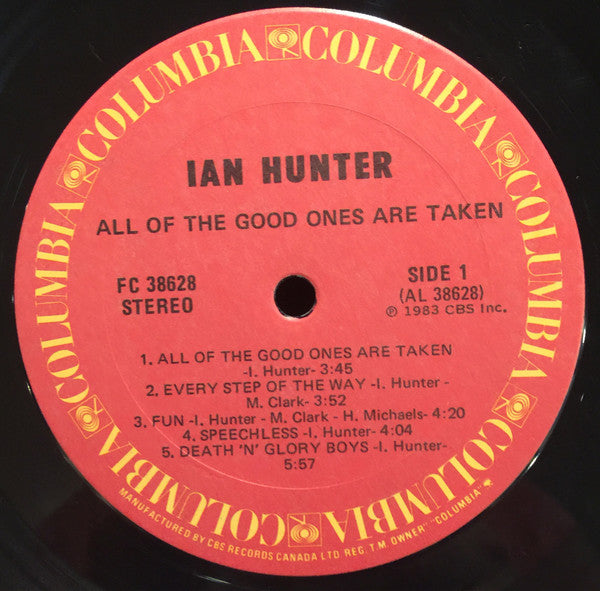 COLUMBIA COLUMBIA COLUMBIA COLUMBIA COLUMBIA COLUMBIA COLUMBIA COLUMBIA
IAN HUNTER
ALL OF THE GOOD ONES ARE TAKEN
FC 38628
STEREO
SIDE 1
(AL 38628)
℗ 1983 CBS Inc.
1. ALL OF THE GOOD ONES ARE TAKEN
-I. Hunter- 3:45
2. EVERY STEP OF THE WAY -I. Hunter -
M. Clark- 3:52
3. FUN -I. Hunter - M. Clark - H. Michaels- 4:20
4. SPEECHLESS -I. Hunter- 4:04
5. DEATH 'N' GLORY BOYS -I. Hunter-
5:57
MANUFACTURED BY CBS RECORDS CANADA LTD. REG. T.M. OWNER "COLUMBIA"